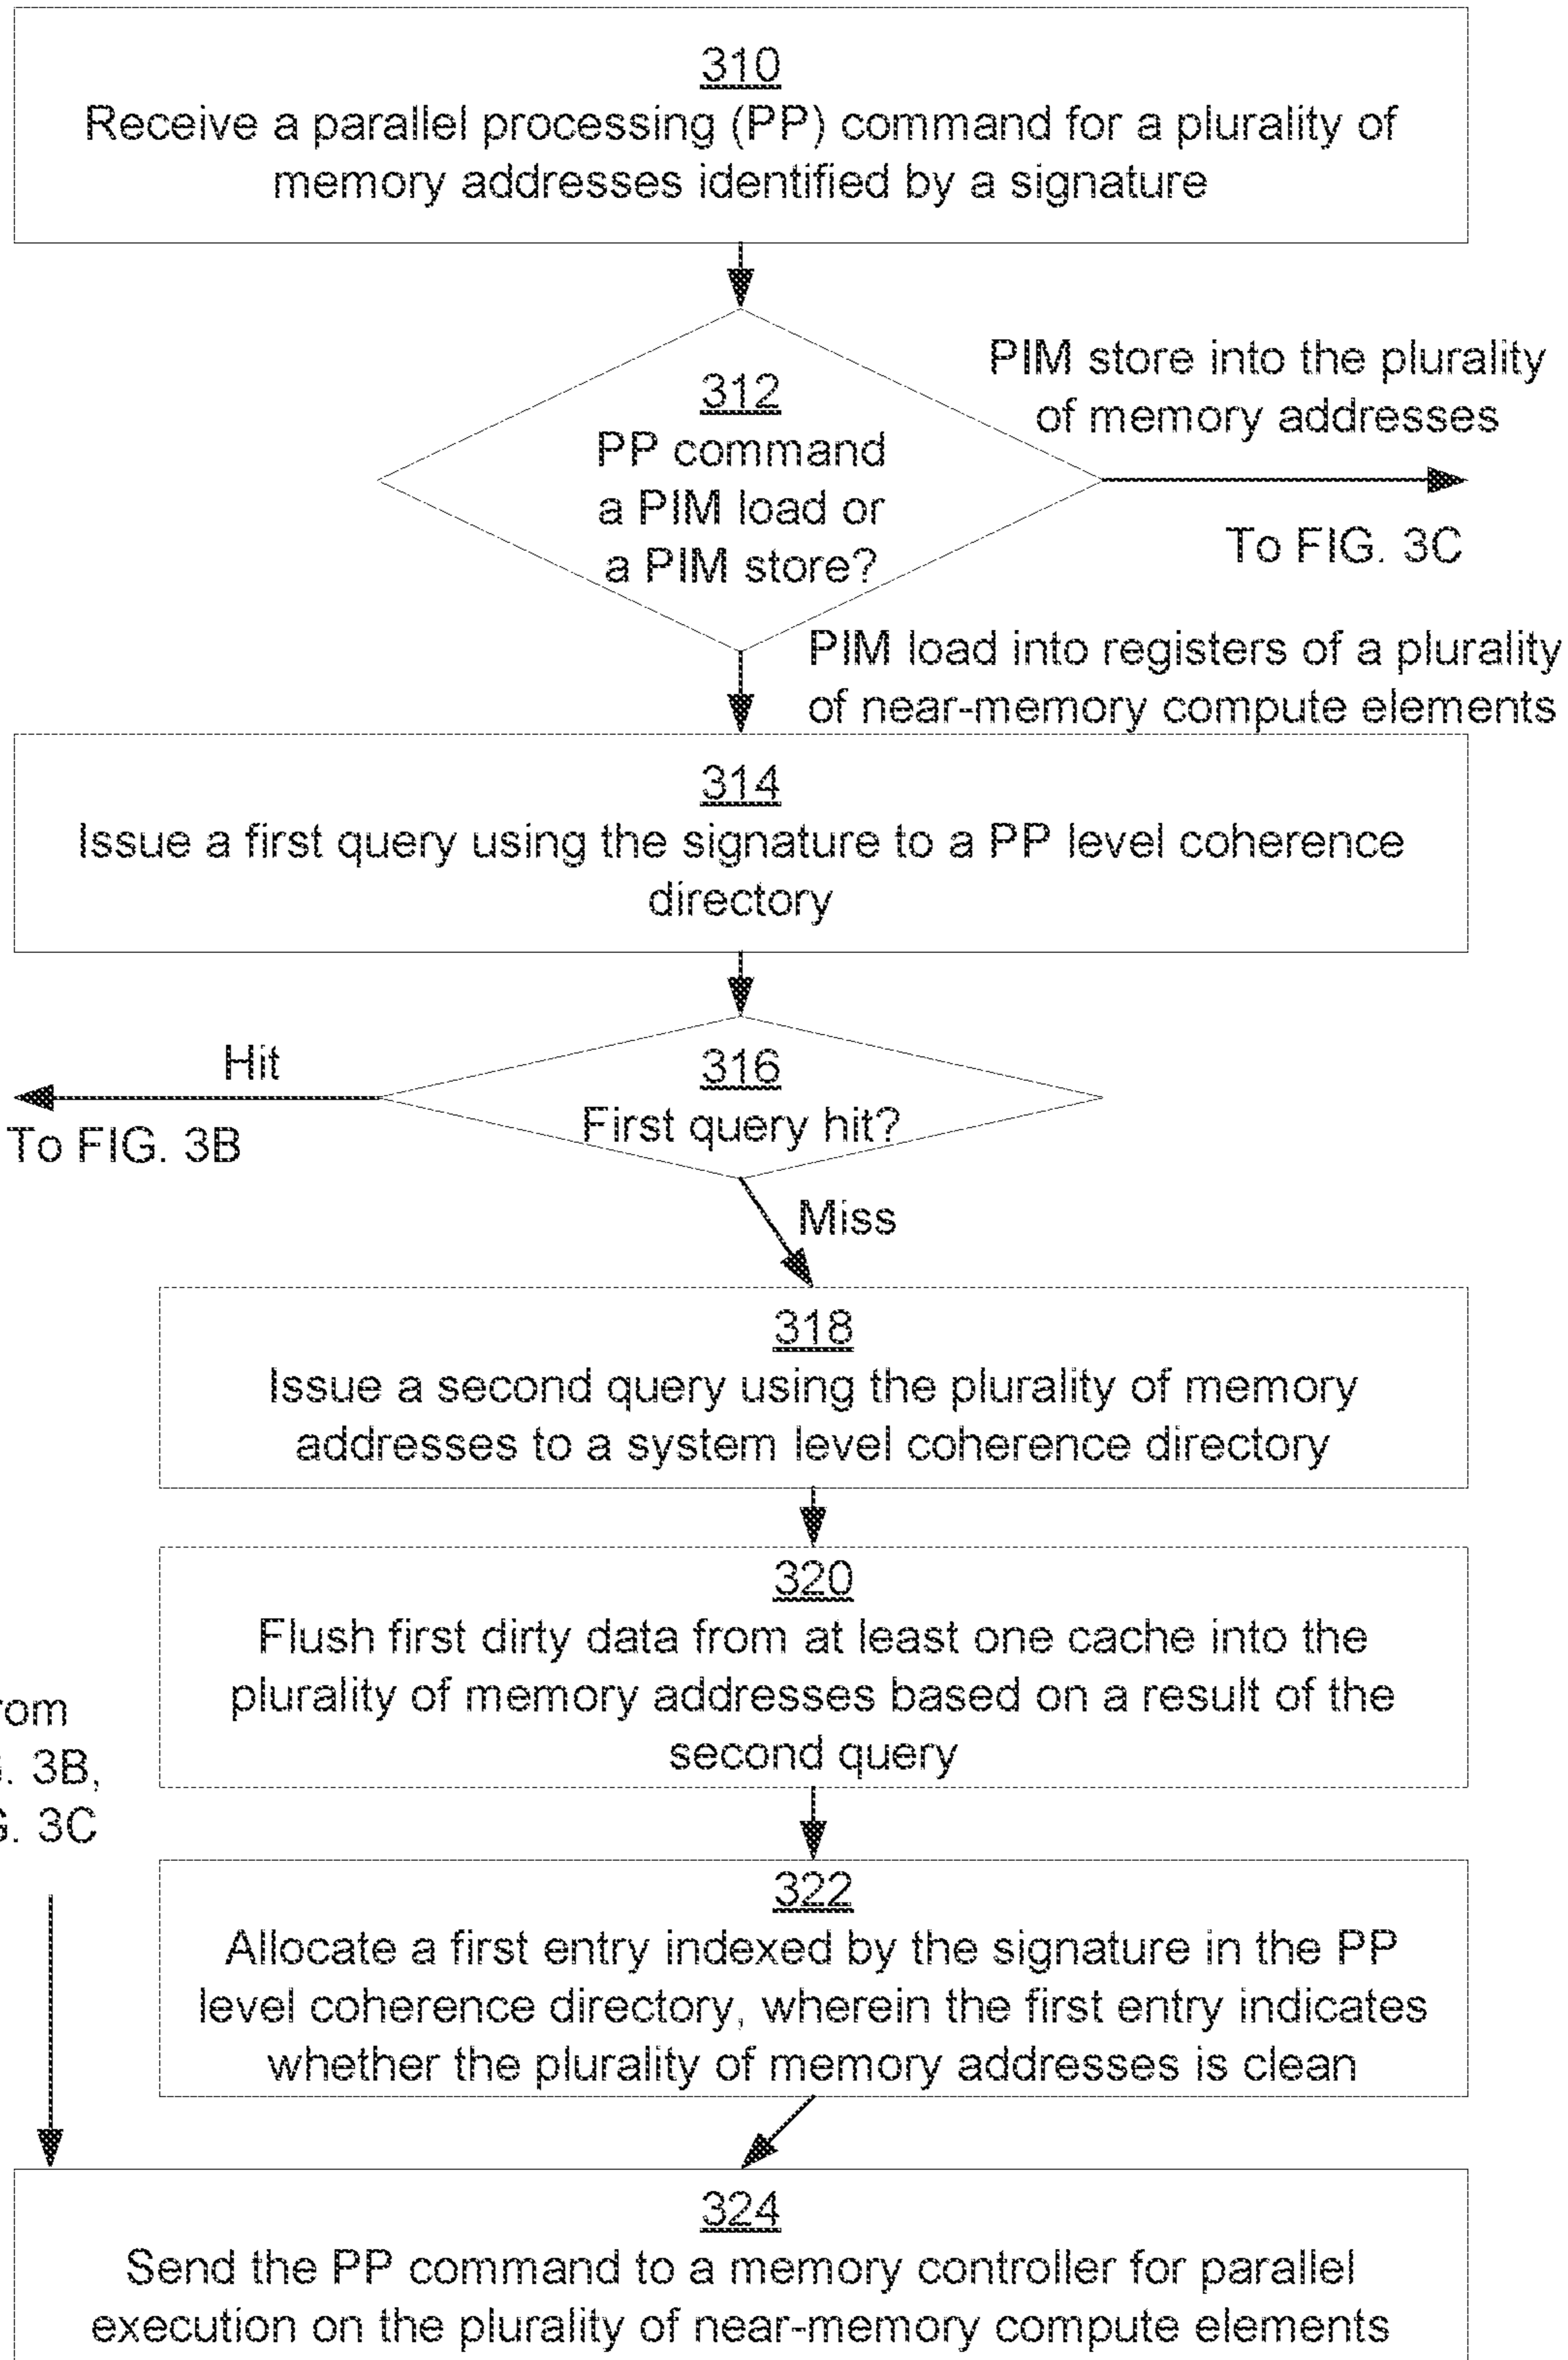 310
Receive a parallel processing (PP) command for a plurality of
memory addresses identified by a signature
PIM store into the plurality
of memory addresses
312
PP command
a PIM load or
a PIM store?
To FIG. 3C
PIM load into registers of a plurality
of near-memory compute elements
314
Issue a first query using the signature to a PP level coherence
directory
Hit
316
First query hit?
To FIG. 3B
Miss
318
Issue a second query using the plurality of memory
addresses to a system level coherence directory
320
Flush first dirty data from at least one cache into the
plurality of memory addresses based on a result of the
second query
3B,
3C
322
Allocate a first entry indexed by the signature in the PP
level coherence directory, wherein the first entry indicates
whether the plurality of memory addresses is clean
324
Send the PP command to a memory controller for parallel
execution on the plurality of near-memory compute elements